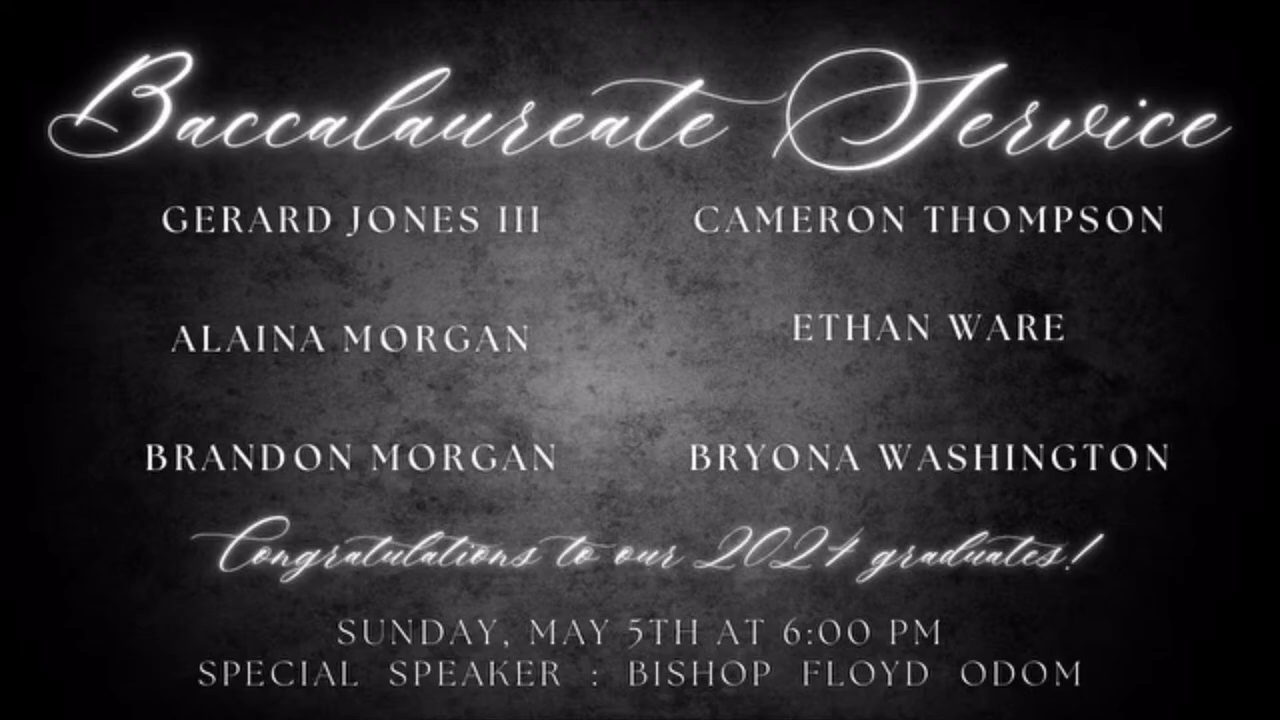 Baccalaureate Service
GERARD JONES III
CAMERON THOMPSON
ALAINA MORGAN
ETHAN WARE
BRANDON MORGAN
BRYONA WASHINGTON
Congratulations to our 2024 graduates!
SUNDAY, MAY 5TH AT 6:00 PM
SPECIAL SPEAKER : BISHOP FLOYD ODOM